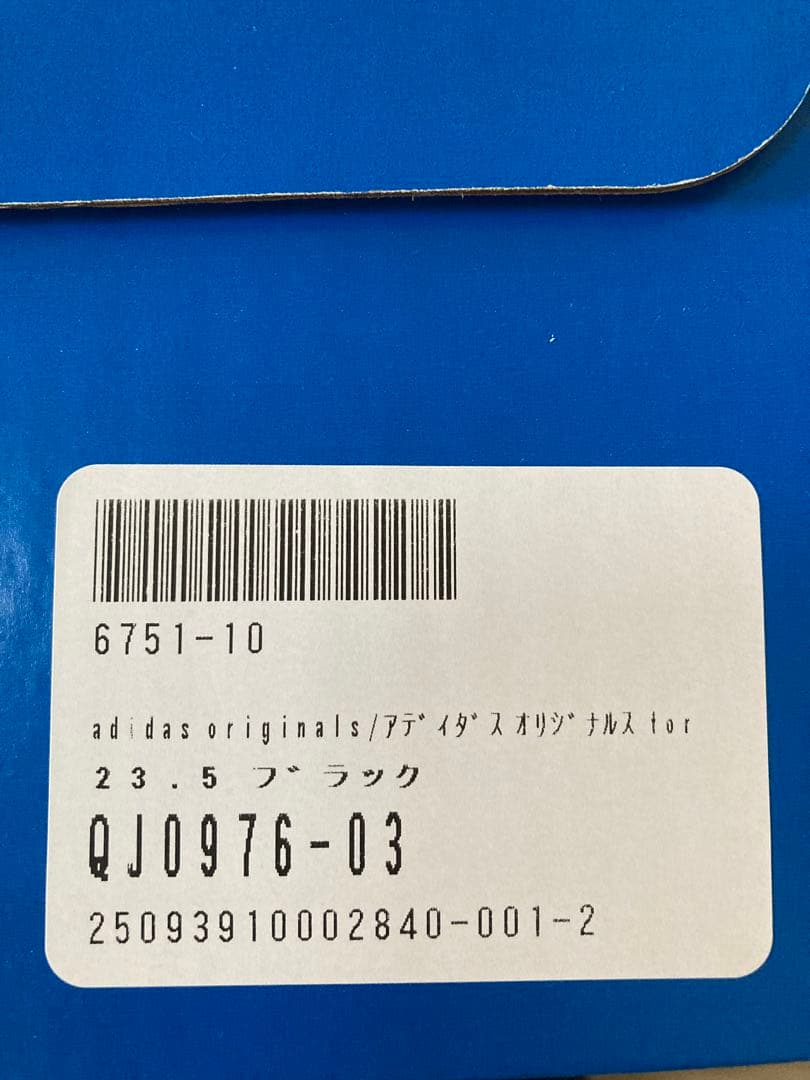 6751-10
adidas originals/アディダス オリジナルス for
23.5 ブラック
QJ0976-03
25093910002840-001-2